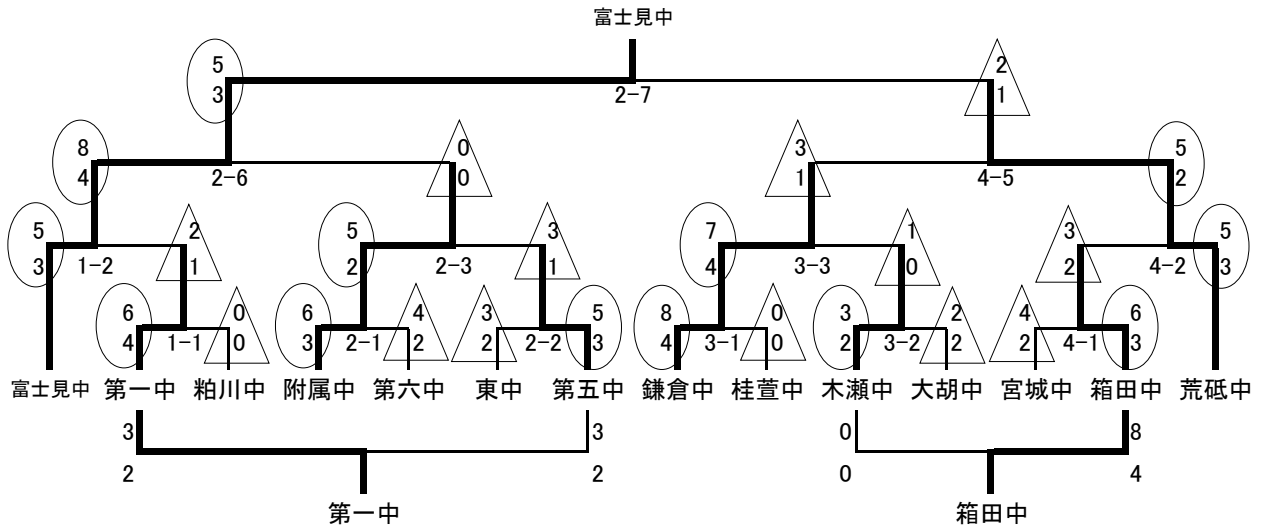 富士見中
5 2
3 1
2-7
8 0 3 5
4 0 1 2
2-6 4-5
5 2 5 3 7 1 3 5
3 1 2 1 4 0 2 3
1-2 2-3 3-3 4-2
6 0 6 4 3 5 8 0 3 2 4 6
4 0 3 2 2 3 4 0 2 2 2 3
1-1 2-1 2-2 3-1 3-2 4-1
富士見中 第一中 粕川中 附属中 第六中 東中 第五中 鎌倉中 桂萱中 木瀬中 大胡中 宮城中 箱田中 荒砥中
3 3 0 8
2 2 0 4
第一中 箱田中